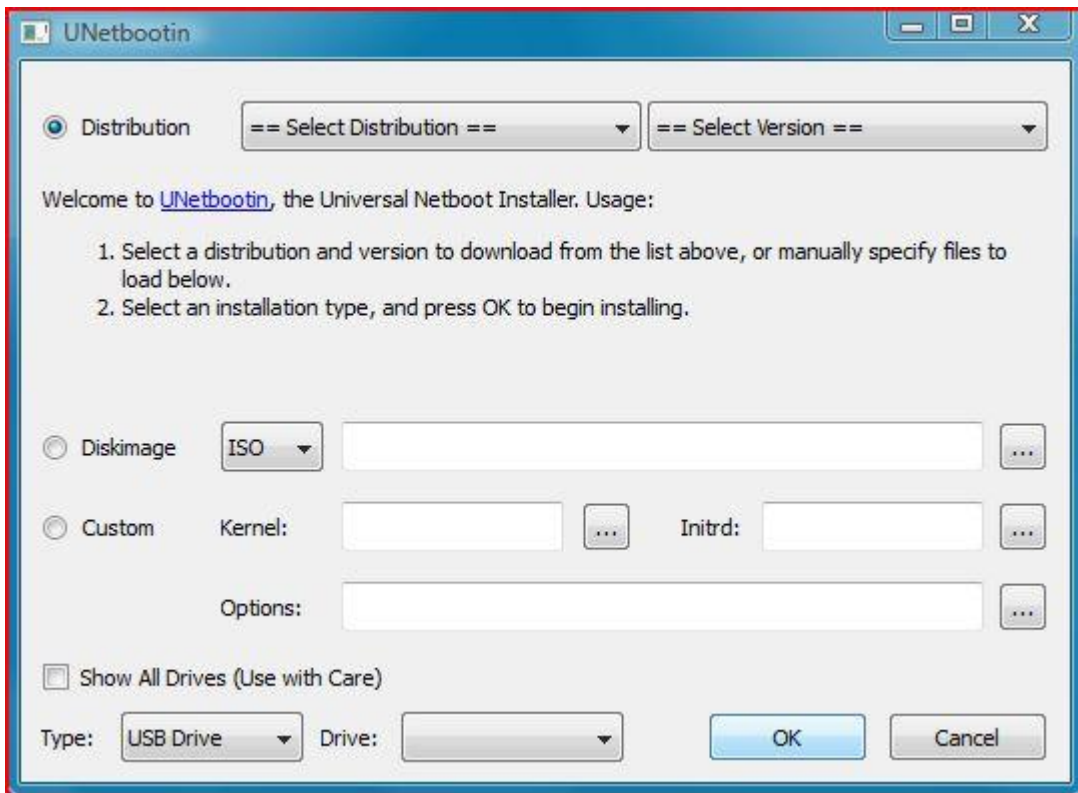 UNetbootin
Distribution == Select Distribution == == Select Version ==
Welcome to UNetbootin, the Universal Netboot Installer. Usage:
1. Select a distribution and version to download from the list above, or manually specify files to
load below.
2. Select an installation type, and press OK to begin installing.
Diskimage ISO ...
Custom Kernel: ... Initrd: ...
Options: ...
Show All Drives (Use with Care)
Type: USB Drive Drive: OK Cancel